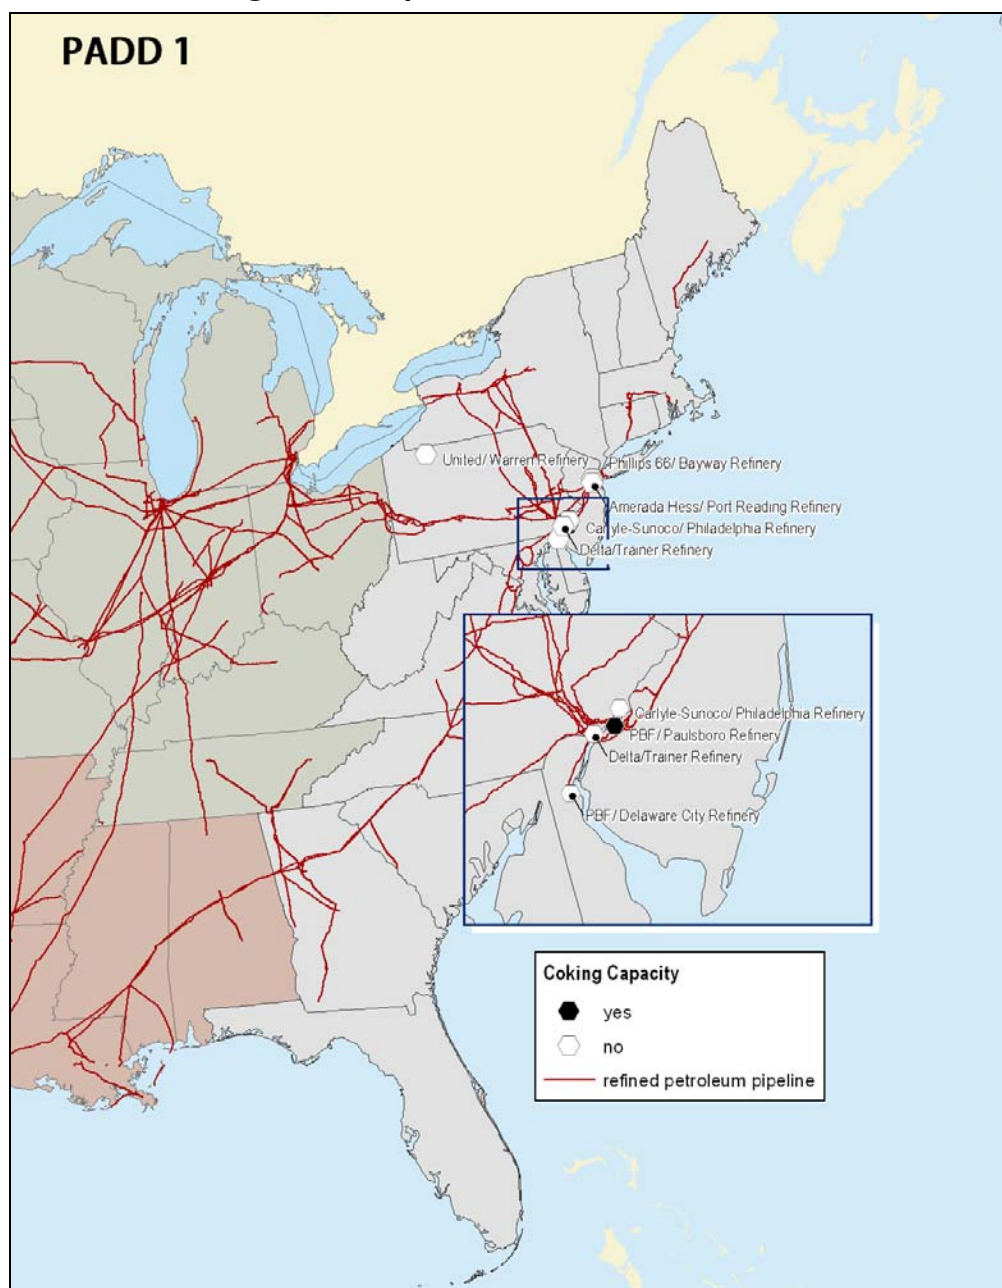 PADD 1
United/ Warren Refinery
Phillips 66/ Bayway Refinery
Amerada Hess/ Port Reading Refinery
Carlyle-Sunoco/ Philadelphia Refinery
Delta/Trainer Refinery
Carlyle-Sunoco/ Philadelphia Refinery
PBF/ Paulsboro Refinery
Delta/Trainer Refinery
PBF/ Delaware City Refinery
Coking Capacity
yes
no
refined petroleum pipeline